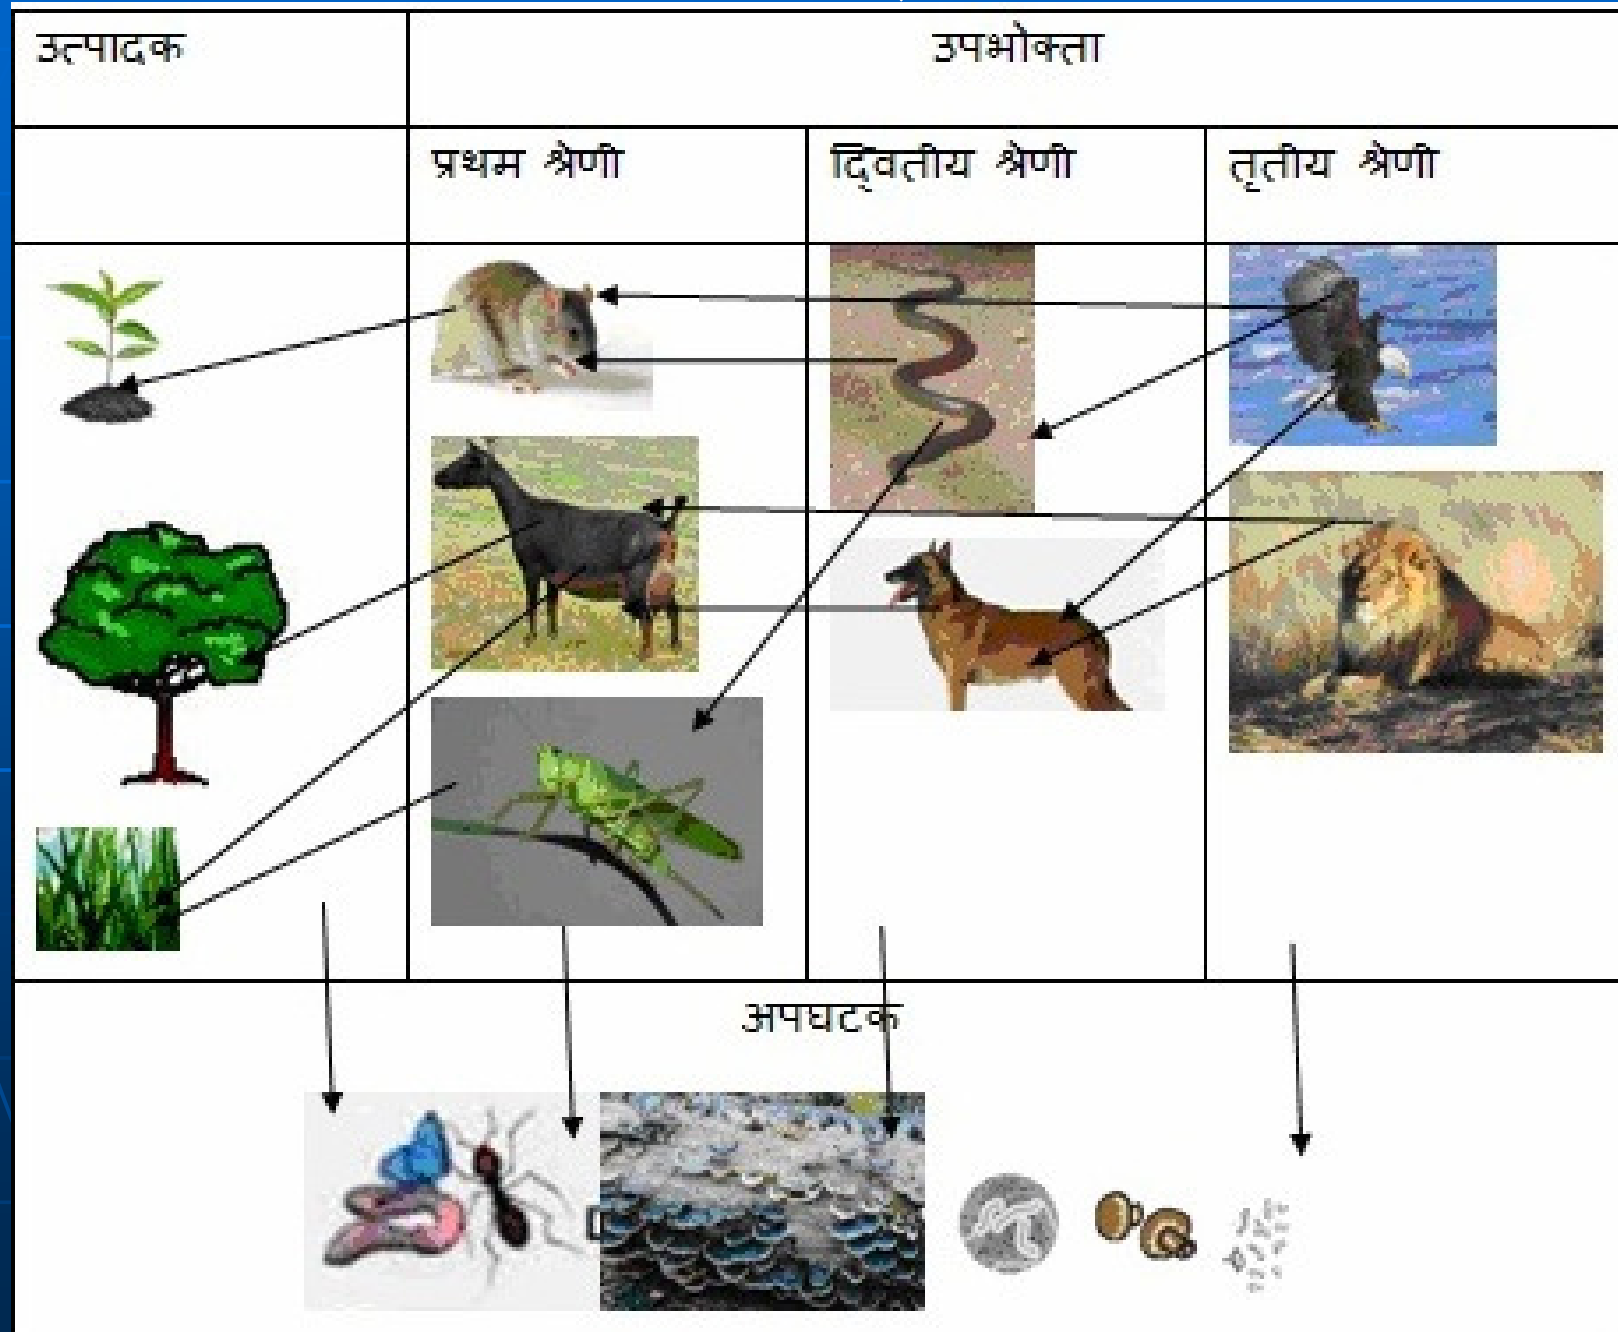 उत्पादक उपभोक्ता
प्रथम श्रेणी द्वितीय श्रेणी तृतीय श्रेणी
अपघटक